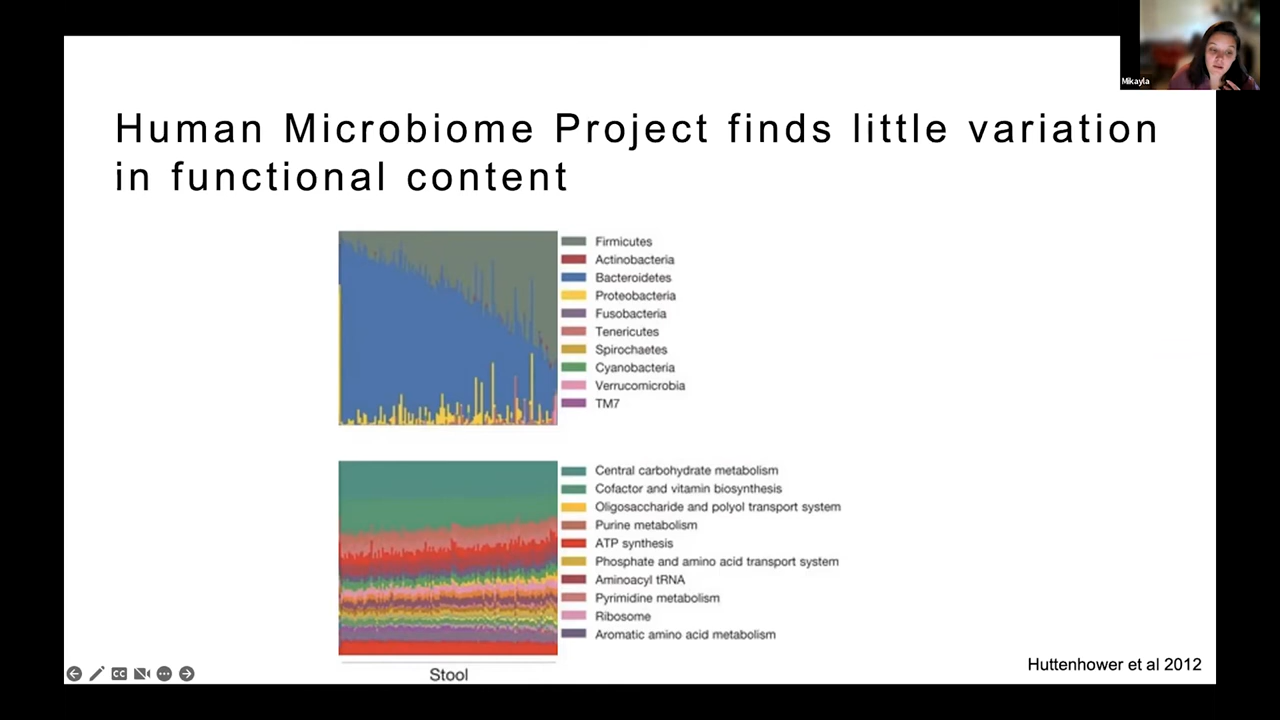 Mikayla
Human Microbiome Project finds little variation
in functional content
Firmicutes
Actinobacteria
Bacteroidetes
Proteobacteria
Fusobacteria
Tenericutes
Spirochaetes
Cyanobacteria
Verrucomicrobia
TM7
Central carbohydrate metabolism
Cofactor and vitamin biosynthesis
Oligosaccharide and polyol transport system
Purine metabolism
ATP synthesis
Phosphate and amino acid transport system
Aminoacyl tRNA
Pyrimidine metabolism
Ribosome
Aromatic amino acid metabolism
Stool
Huttenhower et al 2012
CC